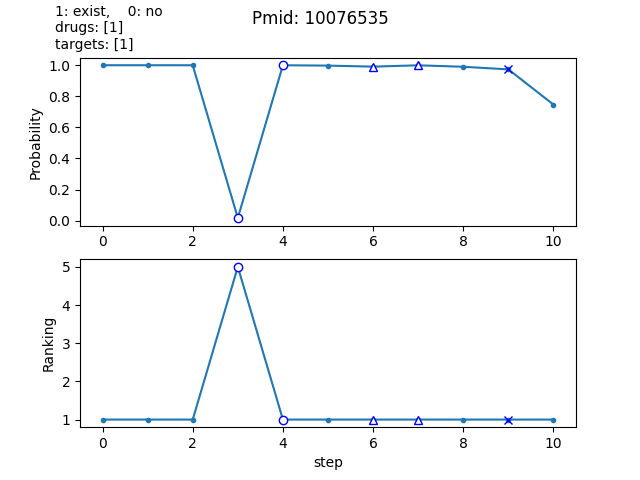 1: exist,    0: no
drugs: [1]
targets: [1]
Pmid: 10076535
Probability
1.0
0.8
0.6
0.4
0.2
0.0
0 2 4 6 8 10
Ranking
5
4
3
2
1
0 2 4 6 8 10
step